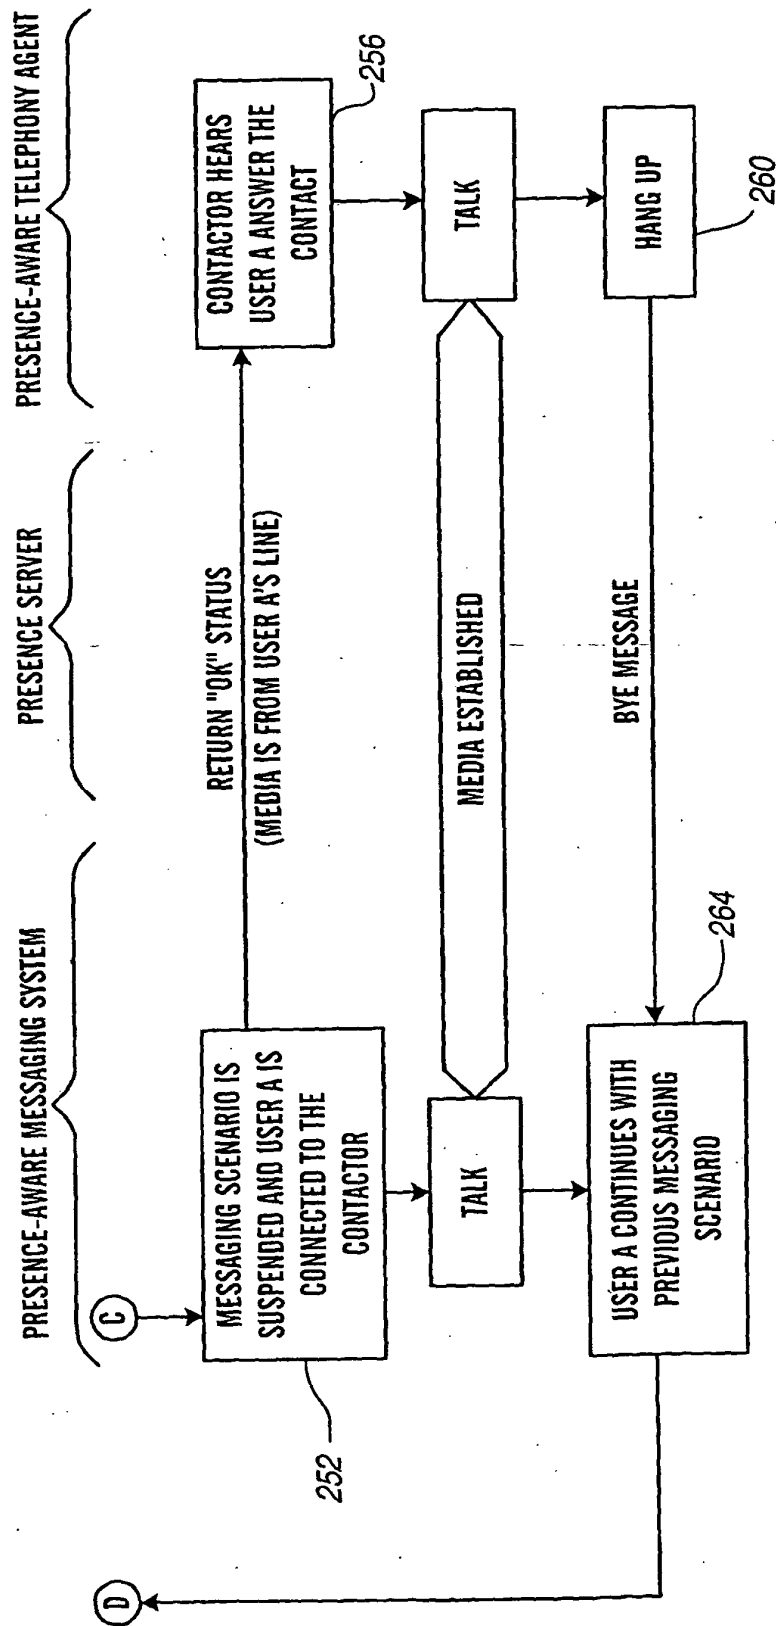 PRESENCE-AWARE MESSAGING SYSTEM
PRESENCE SERVER
PRESENCE-AWARE TELEPHONY AGENT
C
D
MESSAGING SCENARIO IS
SUSPENDED AND USER A IS
CONNECTED TO THE
CONTACTOR
252
RETURN "OK" STATUS
(MEDIA IS FROM USER A'S LINE)
CONTACTOR HEARS
USER A ANSWER THE
CONTACT
256
TALK
MEDIA ESTABLISHED
TALK
USER A CONTINUES WITH
PREVIOUS MESSAGING
SCENARIO
264
BYE MESSAGE
HANG UP
260